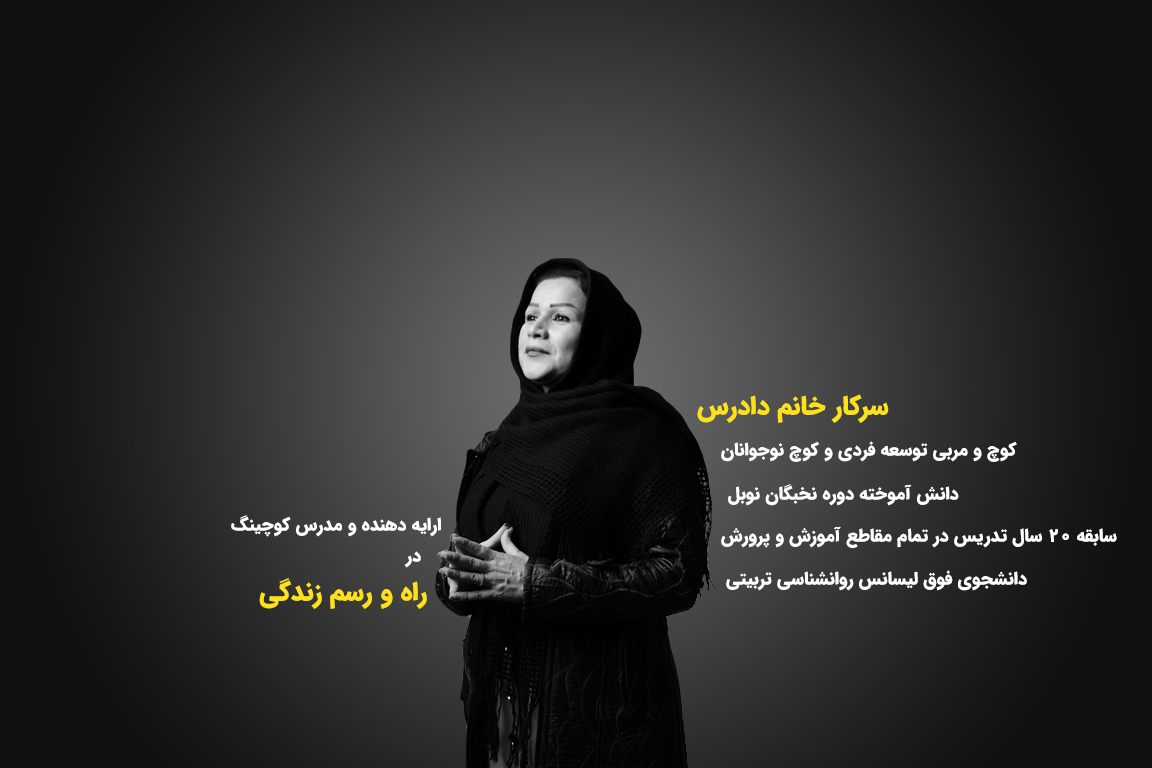 سرکار خانم دادرس
کوچ و مربی توسعه فردی و کوچ نوجوانان
دانش آموخته دوره نخبگان نوبل
سابقه ۲۰ سال تدریس در تمام مقاطع آموزش و پرورش
دانشجوی فوق لیسانس روانشناسی تربیتی
ارایه دهنده و مدرس کوچینگ
در
راه و رسم زندگی